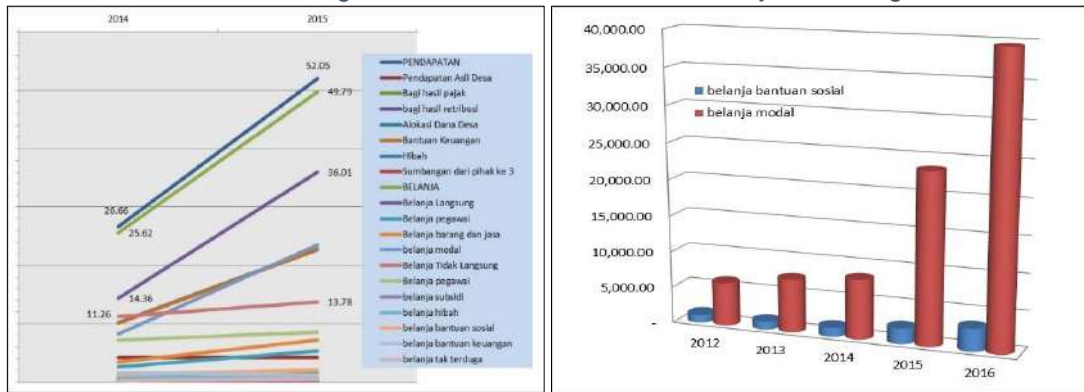 2014 2015
52.05
49.79
36.01
26.66
25.62
14.36
11.26
13.78
PENDAPATAN
Pendapatan Asli Desa
Bagi hasil pajak
bagi hasil retribusi
Alokasi Dana Desa
Bantuan Keuangan
Hibah
Sumbangan dari pihak ke 3
BELANJA
Belanja Langsung
Belanja pegawai
Belanja barang dan jasa
belanja modal
Belanja Tidak Langsung
Belanja pegawai
belanja subsidi
belanja hibah
belanja bantuan sosial
belanja bantuan keuangan
belanja tak terduga
40,000.00
35,000.00
30,000.00
25,000.00
20,000.00
15,000.00
10,000.00
5,000.00
-
belanja bantuan sosial
belanja modal
2012
2013
2014
2015
2016